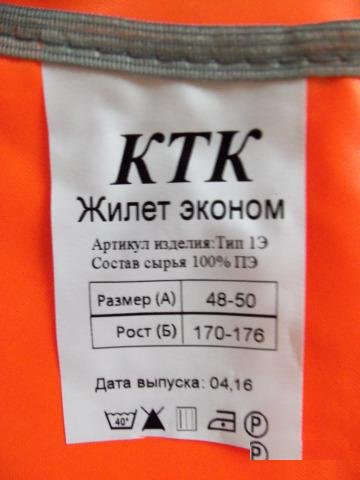 КТК
Жилет эконом
Артикул изделия:Тип 1Э
Состав сырья 100% ПЭ
Размер (А) 48-50
Рост (Б) 170-176
Дата выпуска: 04,16
40° P
P